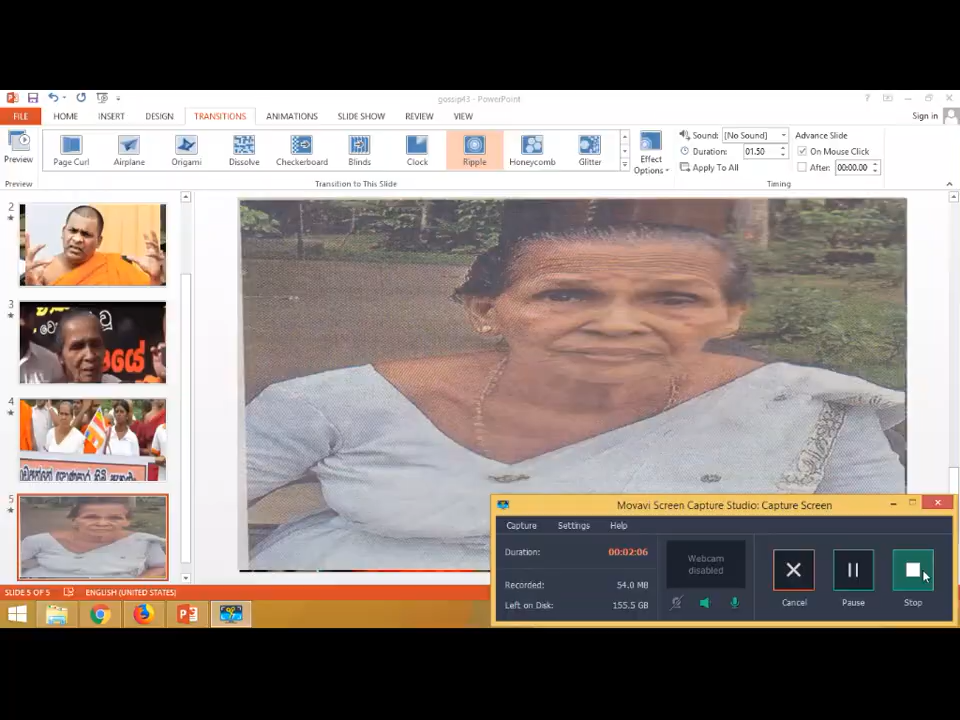 gossip43 - PowerPoint
Sign in
FILE
HOME
INSERT
DESIGN
TRANSITIONS
ANIMATIONS
SLIDE SHOW
REVIEW
VIEW
Preview
Page Curl
Airplane
Origami
Dissolve
Checkerboard
Blinds
Clock
Ripple
Honeycomb
Glitter
Effect
Options
Sound: [No Sound]
Duration: 01.50
Apply To All
Advance Slide
On Mouse Click
After: 00:00.00
Preview
Transition to This Slide
Timing
2
3
4
5
Movavi Screen Capture Studio: Capture Screen
Capture
Settings
Help
Duration: 00:02:06
Recorded: 54.0 MB
Left on Disk: 155.5 GB
Webcam
disabled
Cancel
Pause
Stop
SLIDE 5 OF 5
ENGLISH (UNITED STATES)